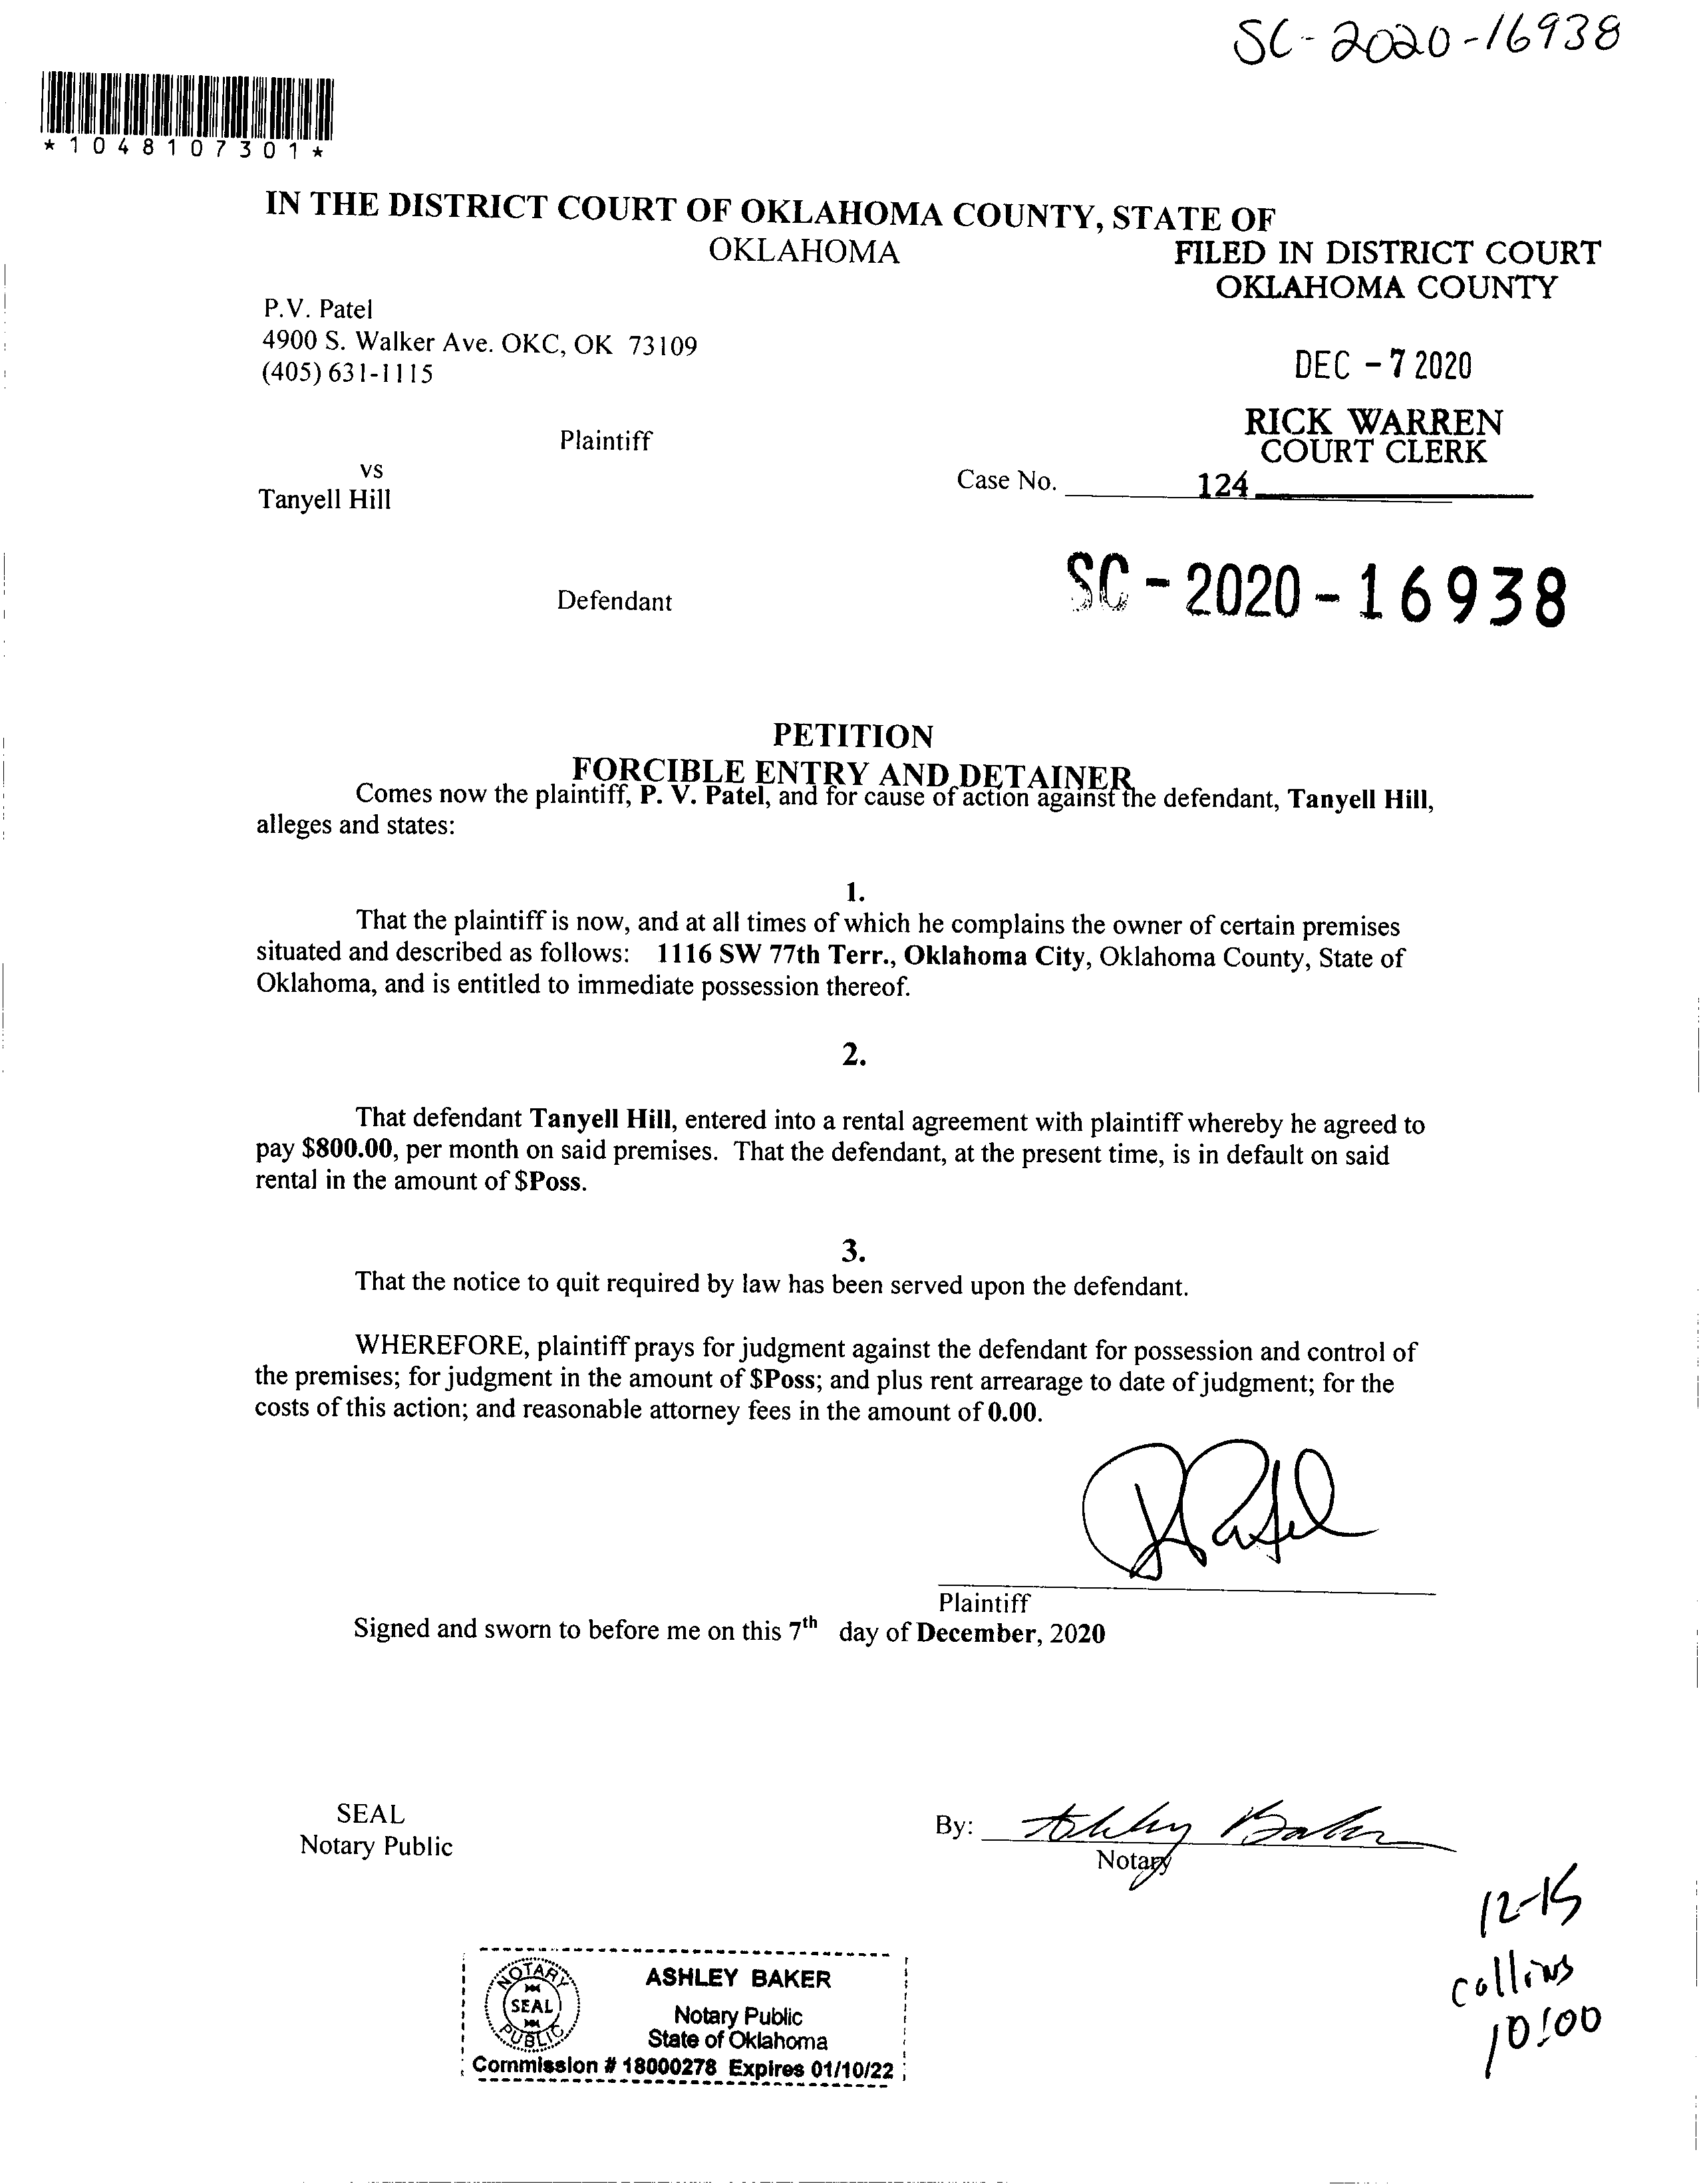 SC-2020-16938
*1048107301*
IN THE DISTRICT COURT OF OKLAHOMA COUNTY, STATE OF
OKLAHOMA
FILED IN DISTRICT COURT
OKLAHOMA COUNTY
P.V. Patel
4900 S. Walker Ave. OKC, OK 73109
(405) 631-1115
DEC - 7 2020
RICK WARREN
COURT CLERK
Plaintiff
vs
Case No. 124
Tanyell Hill
SC-2020-16938
Defendant
PETITION
FORCIBLE ENTRY AND DETAINER
Comes now the plaintiff, P. V. Patel, and for cause of action against the defendant, Tanyell Hill,
alleges and states:
1.
That the plaintiff is now, and at all times of which he complains the owner of certain premises
situated and described as follows: 1116 SW 77th Terr., Oklahoma City, Oklahoma County, State of
Oklahoma, and is entitled to immediate possession thereof.
2.
That defendant Tanyell Hill, entered into a rental agreement with plaintiff whereby he agreed to
pay $800.00, per month on said premises. That the defendant, at the present time, is in default on said
rental in the amount of $Poss.
3.
That the notice to quit required by law has been served upon the defendant.
WHEREFORE, plaintiff prays for judgment against the defendant for possession and control of
the premises; for judgment in the amount of $Poss; and plus rent arrearage to date of judgment; for the
costs of this action; and reasonable attorney fees in the amount of 0.00.
Plaintiff
Signed and sworn to before me on this 7th day of December, 2020
SEAL
Notary Public
By: Ashley Baker
Notary
12-15
collins
10:00
NOTARY
SEAL
PUBLIC
ASHLEY BAKER
Notary Public
State of Oklahoma
Commission # 18000278 Expires 01/10/22